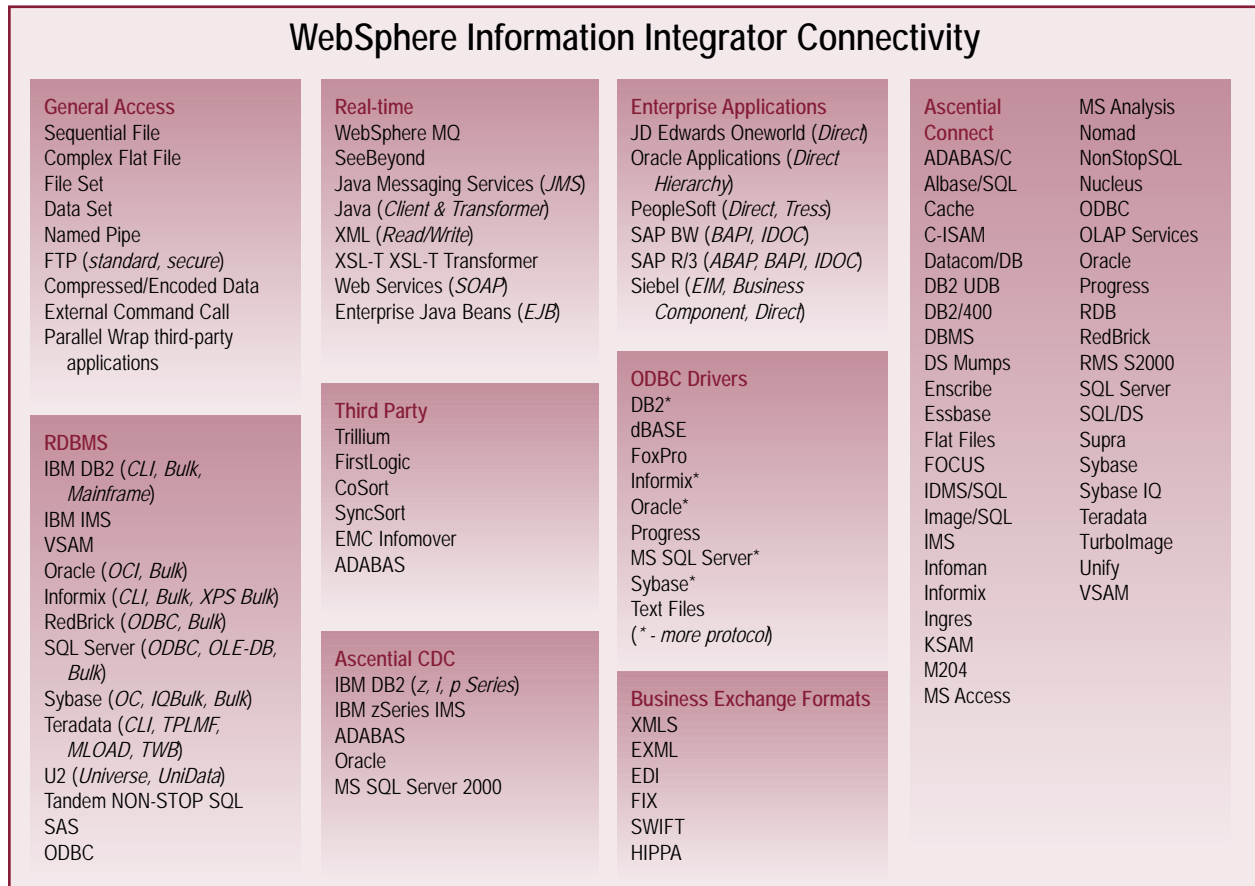 WebSphere Information Integrator Connectivity
General Access
Sequential File
Complex Flat File
File Set
Data Set
Named Pipe
FTP (standard, secure)
Compressed/Encoded Data
External Command Call
Parallel Wrap third-party
applications
RDBMS
IBM DB2 (CLI, Bulk,
Mainframe)
IBM IMS
VSAM
Oracle (OCI, Bulk)
Informix (CLI, Bulk, XPS Bulk)
RedBrick (ODBC, Bulk)
SQL Server (ODBC, OLE-DB,
Bulk)
Sybase (OC, IQBulk, Bulk)
Teradata (CLI, TPLMF,
MLOAD, TWB)
U2 (Universe, UniData)
Tandem NON-STOP SQL
SAS
ODBC
Real-time
WebSphere MQ
SeeBeyond
Java Messaging Services (JMS)
Java (Client & Transformer)
XML (Read/Write)
XSL-T XSL-T Transformer
Web Services (SOAP)
Enterprise Java Beans (EJB)
Third Party
Trillium
FirstLogic
CoSort
SyncSort
EMC Infomover
ADABAS
Ascential CDC
IBM DB2 (z, i, p Series)
IBM zSeries IMS
ADABAS
Oracle
MS SQL Server 2000
Enterprise Applications
JD Edwards Oneworld (Direct)
Oracle Applications (Direct
Hierarchy)
PeopleSoft (Direct, Tress)
SAP BW (BAPI, IDOC)
SAP R/3 (ABAP, BAPI, IDOC)
Siebel (EIM, Business
Component, Direct)
ODBC Drivers
DB2*
dBASE
FoxPro
Informix*
Oracle*
Progress
MS SQL Server*
Sybase*
Text Files
(* - more protocol)
Business Exchange Formats
XMLS
EXML
EDI
FIX
SWIFT
HIPPA
Ascential
Connect
ADABAS/C
Albase/SQL
Cache
C-ISAM
Datacom/DB
DB2 UDB
DB2/400
DBMS
DS Mumps
Enscribe
Essbase
Flat Files
FOCUS
IDMS/SQL
Image/SQL
IMS
Infoman
Informix
Ingres
KSAM
M204
MS Access
MS Analysis
Nomad
NonStopSQL
Nucleus
ODBC
OLAP Services
Oracle
Progress
RDB
RedBrick
RMS S2000
SQL Server
SQL/DS
Supra
Sybase
Sybase IQ
Teradata
TurboImage
Unify
VSAM